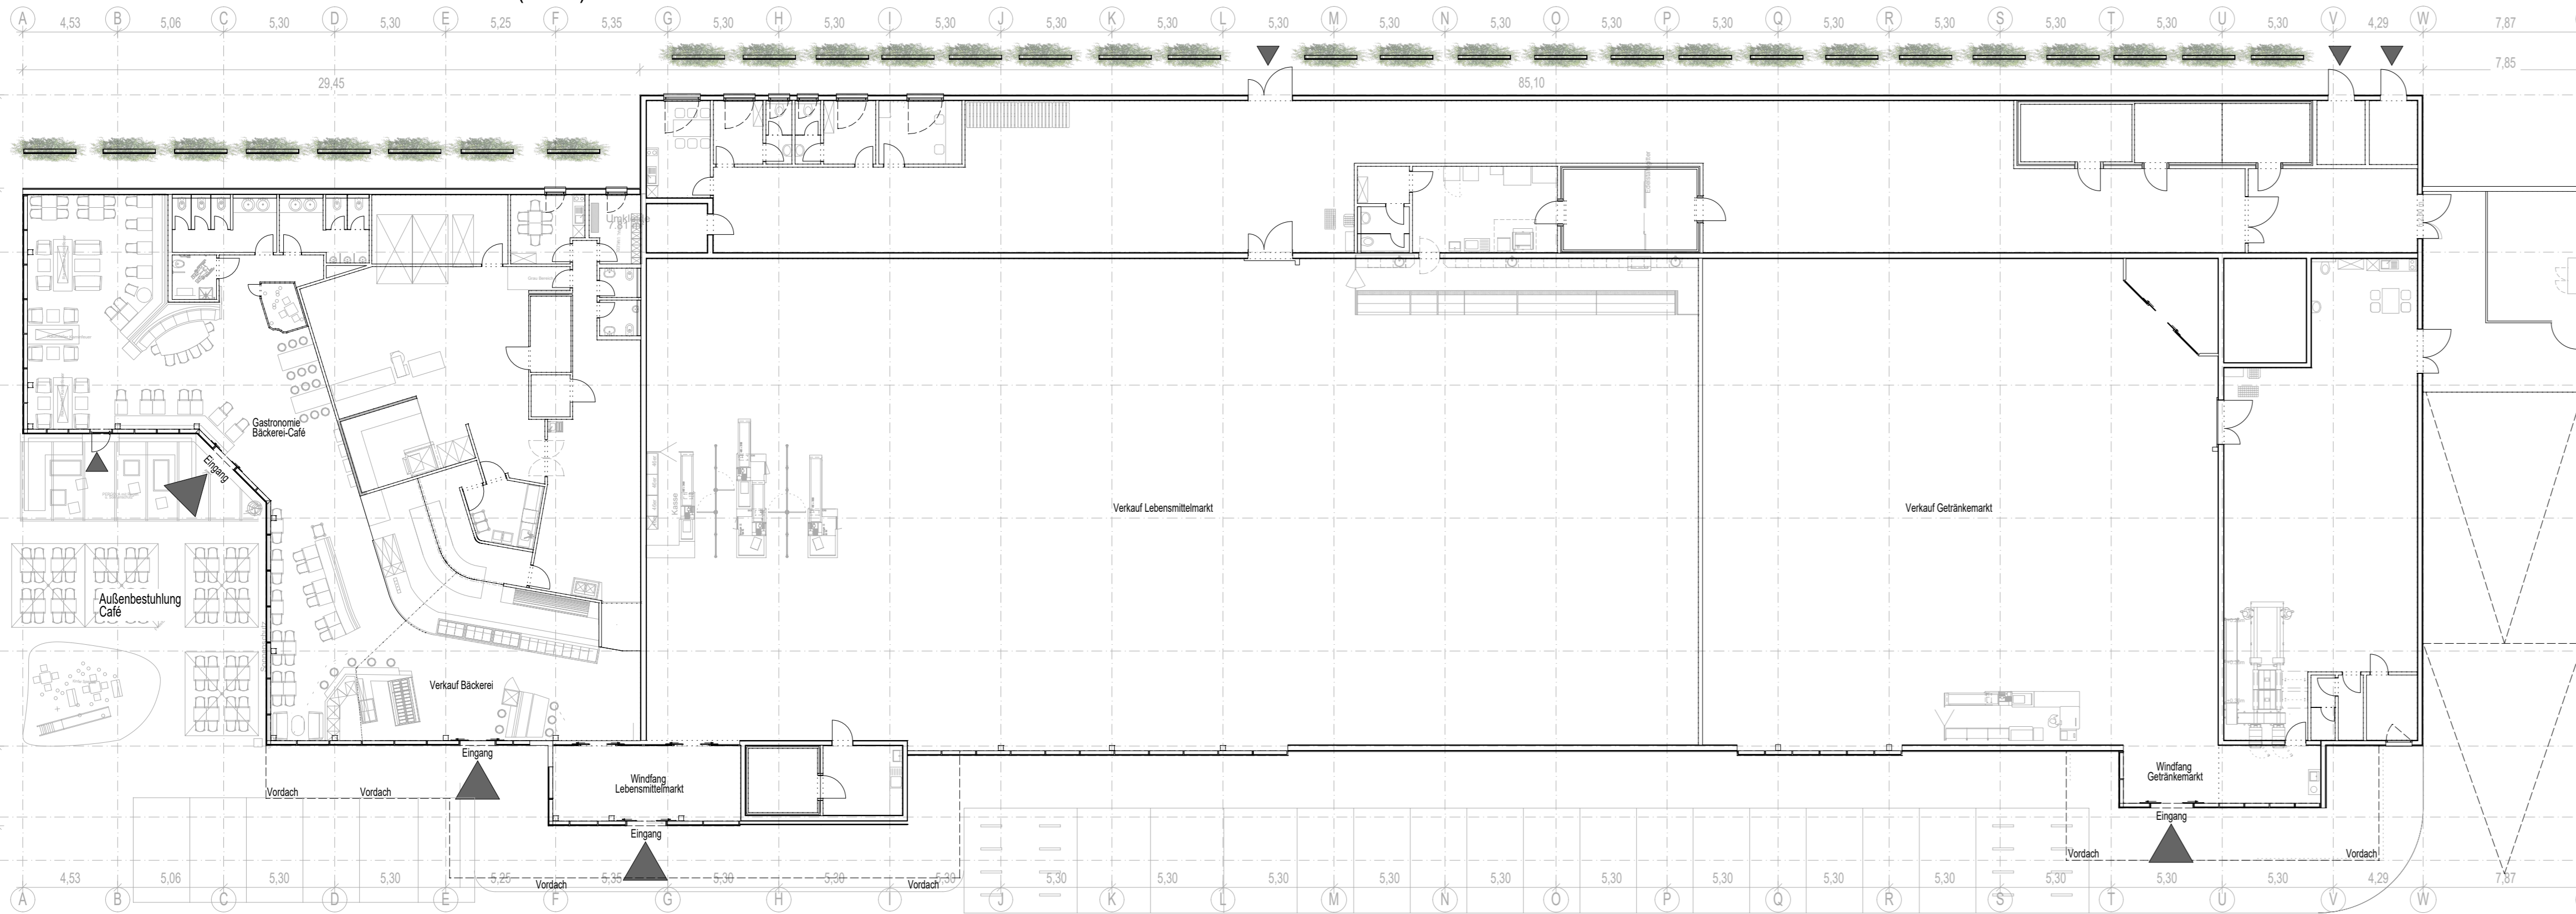 A B C D E F G H I J K L M N O P Q R S T U V W
4,53 5,06 5,30 5,30 5,25 5,35 5,30 5,30 5,30 5,30 5,30 5,30 5,30 5,30 5,30 5,30 5,30 5,30 5,30 5,30 5,30 4,29 7,87
29,45 85,10 7,85
Umkleide
7.81
Gastronomie
Bäckerei-Café
Eingang
Kasse
Verkauf Lebensmittelmarkt
Verkauf Getränkemarkt
Außenbestuhlung
Café
Sonnenschutz
Verkauf Bäckerei
Eingang
Windfang
Lebensmittelmarkt
Windfang
Getränkemarkt
Vordach Vordach
Eingang
Eingang
Vordach Vordach
Vordach Vordach
4,53 5,06 5,30 5,30 5,25 5,35 5,30 5,30 5,30 5,30 5,30 5,30 5,30 5,30 5,30 5,30 5,30 5,30 5,30 5,30 5,30 4,29 7,87
A B C D E F G H I J K L M N O P Q R S T U V W